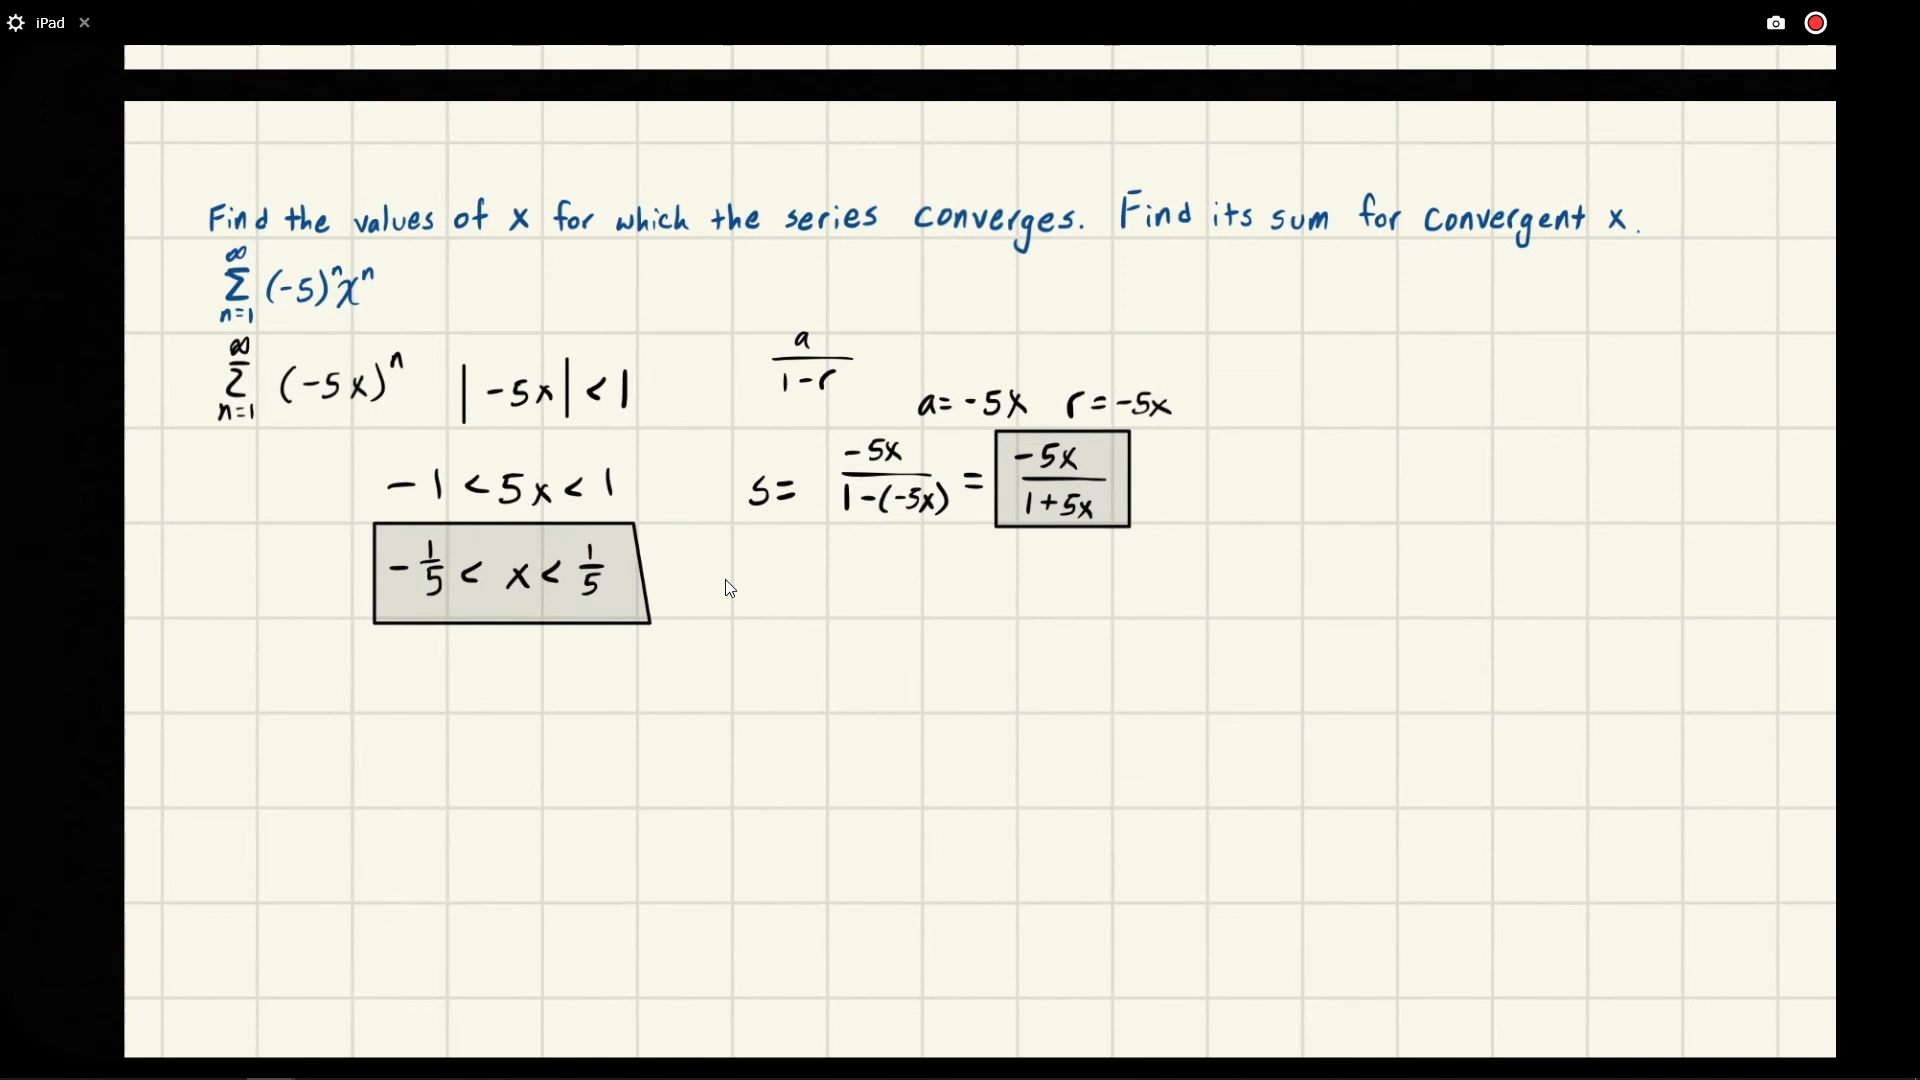 iPad
Find the values of x for which the series converges. Find its sum for convergent x.
∞ Σ n=1 (-5)ⁿxⁿ
∞ Σ n=1 (-5x)ⁿ |-5x| < 1
a/(1-r)
a = -5x r = -5x
-1 < 5x < 1
s = -5x/(1-(-5x)) = -5x/(1+5x)
-1/5 < x < 1/5